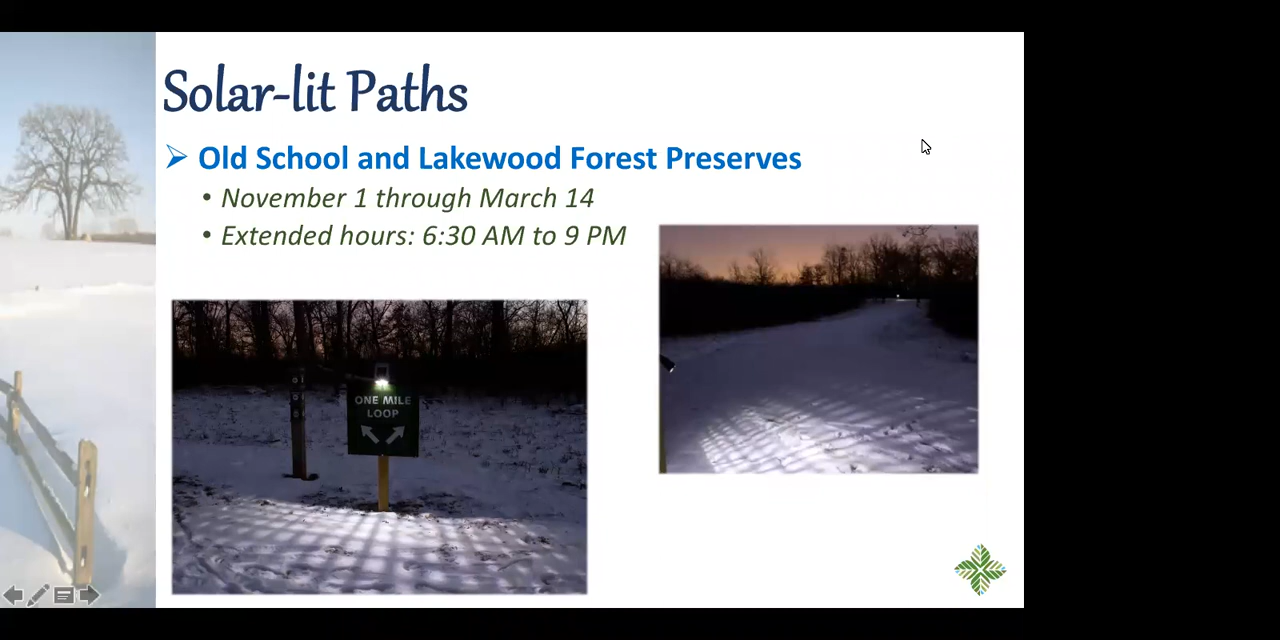 Solar-lit Paths
Old School and Lakewood Forest Preserves
November 1 through March 14
Extended hours: 6:30 AM to 9 PM
ONE MILE
LOOP